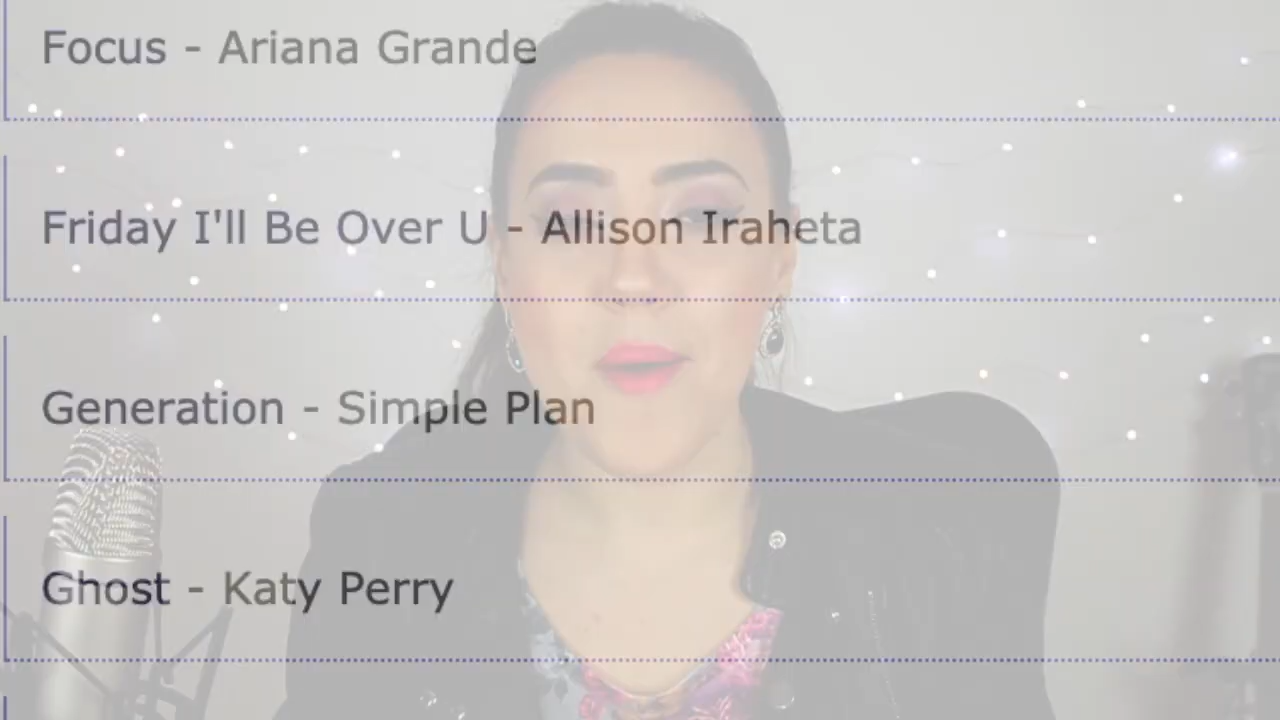 Focus - Ariana Grande
Friday I'll Be Over U - Allison Iraheta
Generation - Simple Plan
Ghost - Katy Perry